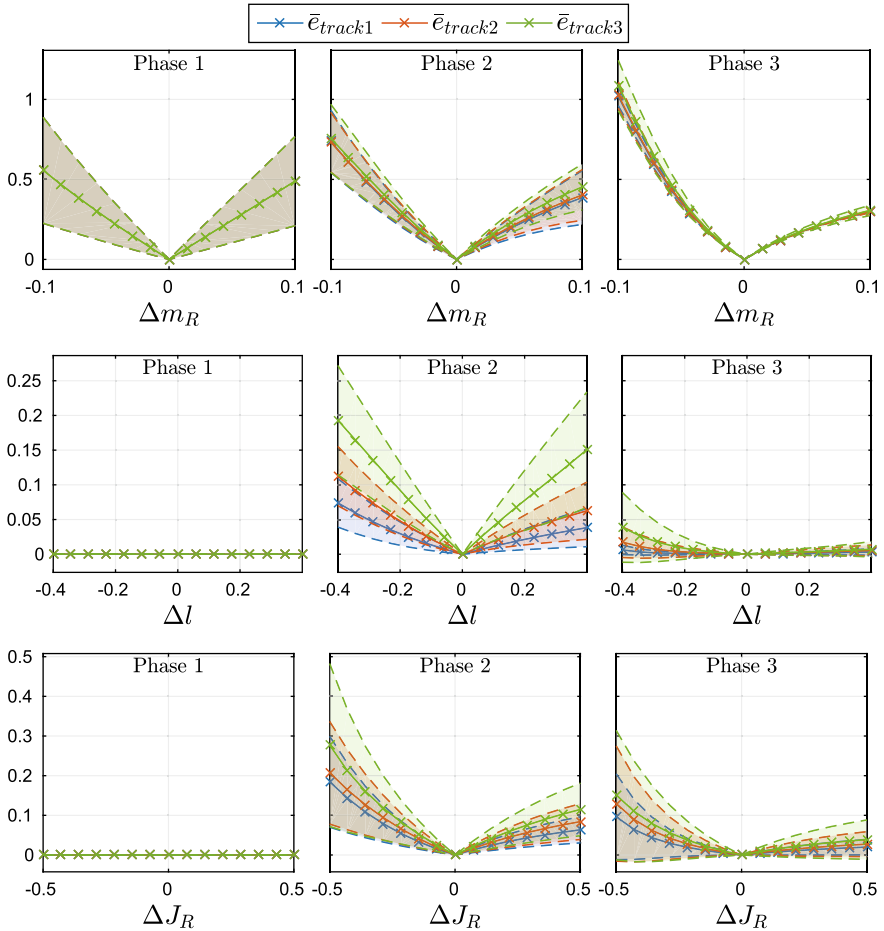 ē_track1 ē_track2 ē_track3
Phase 1 Phase 2 Phase 3
1
0.5
0
-0.1 0 0.1 -0.1 0 0.1 -0.1 0 0.1
Δm_R Δm_R Δm_R
Phase 1 Phase 2 Phase 3
0.25
0.2
0.15
0.1
0.05
0
-0.4 -0.2 0 0.2 -0.4 -0.2 0 0.2 -0.4 -0.2 0 0.2
Δl Δl Δl
0.5
Phase 1 Phase 2 Phase 3
0.4
0.3
0.2
0.1
0
-0.5 0 0.5 -0.5 0 0.5 -0.5 0 0.5
ΔJ_R ΔJ_R ΔJ_R